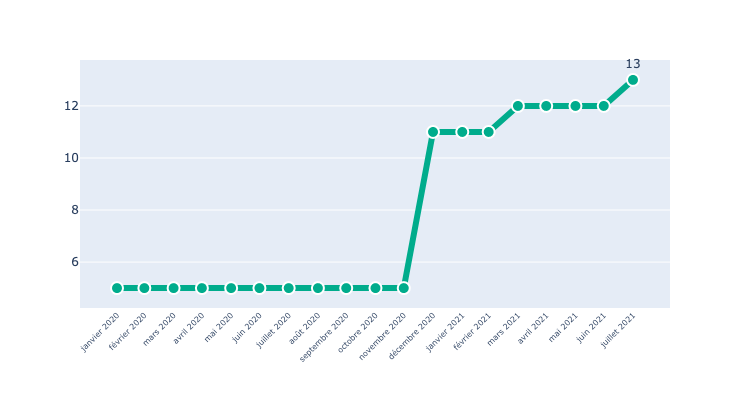 13
12
10
8
6
janvier 2020
février 2020
mars 2020
avril 2020
mai 2020
juin 2020
juillet 2020
août 2020
septembre 2020
octobre 2020
novembre 2020
décembre 2020
janvier 2021
février 2021
mars 2021
avril 2021
mai 2021
juin 2021
juillet 2021